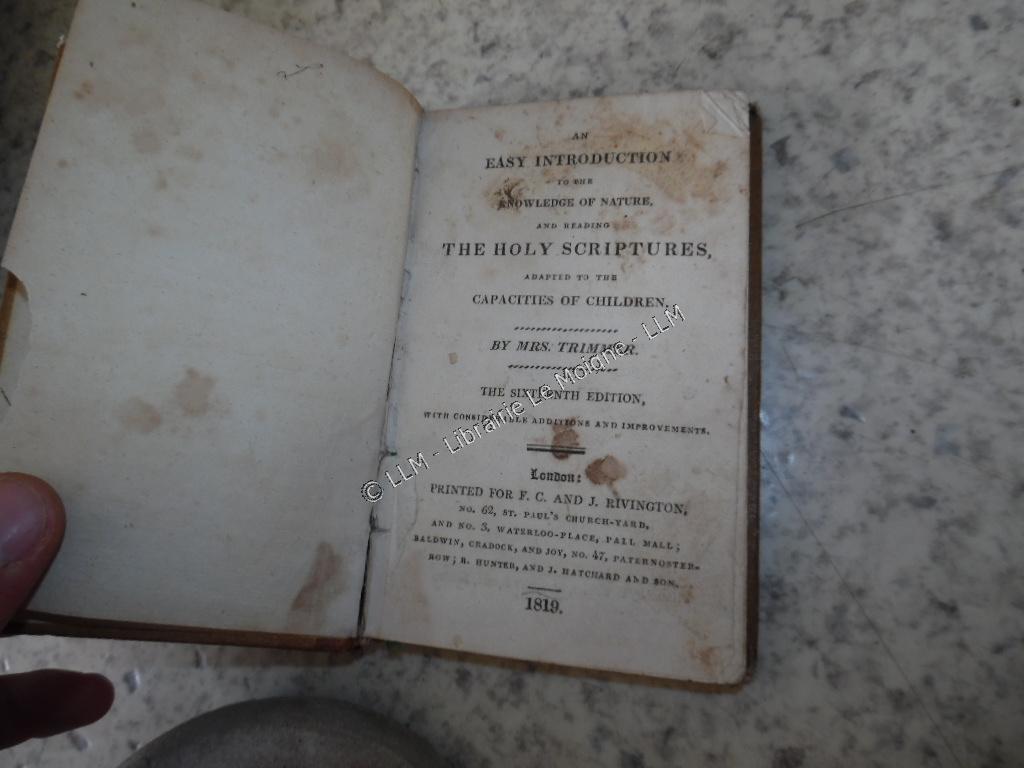 AN
EASY INTRODUCTION
TO THE
KNOWLEDGE OF NATURE,
AND READING
THE HOLY SCRIPTURES,
ADAPTED TO THE
CAPACITIES OF CHILDREN.
BY MRS. TRIMMER.
THE SIXTEENTH EDITION,
WITH CONSIDERABLE ADDITIONS AND IMPROVEMENTS.
London:
PRINTED FOR F. C. AND J. RIVINGTON,
NO. 62, ST. PAUL'S CHURCH-YARD,
AND NO. 3, WATERLOO-PLACE, PALL MALL;
BALDWIN, CRADOCK, AND JOY, NO. 47, PATERNOSTER-
ROW; R. HUNTER, AND J. HATCHARD AND SON.
1819.
© LLM - Librairie Le Moigne - LLM